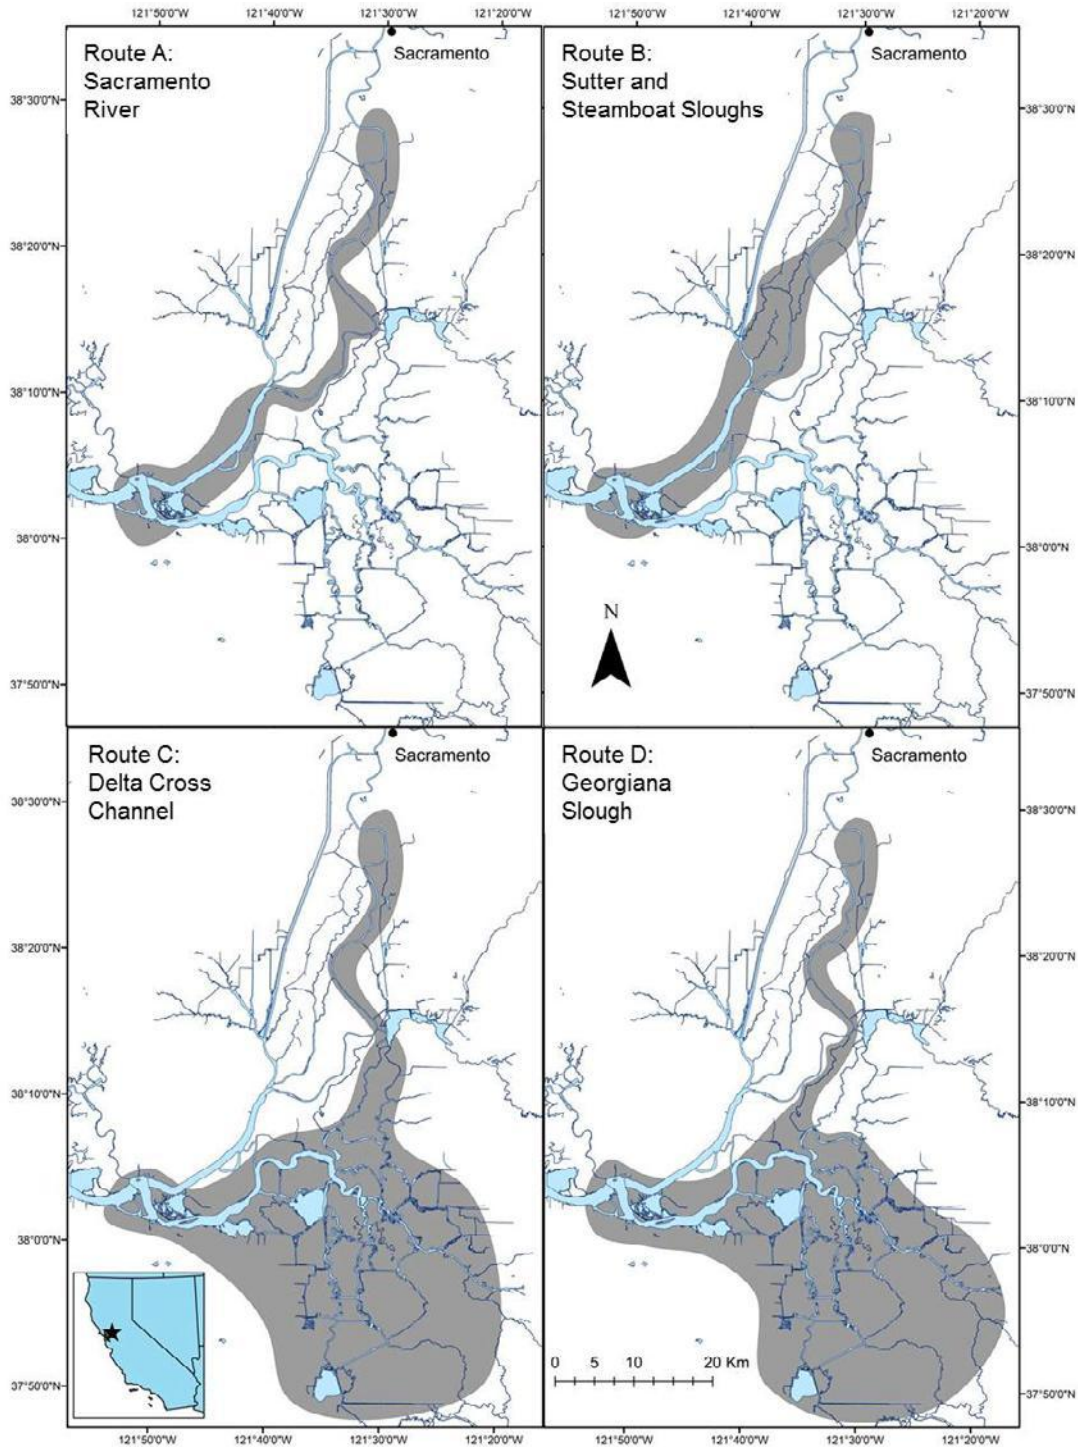 121°50'0"W 121°40'0"W 121°30'0"W 121°20'0"W 121°50'0"W 121°40'0"W 121°30'0"W 121°20'0"W
Route A:
Sacramento
River
Sacramento
Route B:
Sutter and
Steamboat Sloughs
Sacramento
38°30'0"N
38°20'0"N
38°10'0"N
38°0'0"N
37°50'0"N
38°30'0"N
38°20'0"N
38°10'0"N
38°0'0"N
37°50'0"N
N
Route C:
Delta Cross
Channel
Sacramento
Route D:
Georgiana
Slough
Sacramento
38°30'0"N
38°20'0"N
38°10'0"N
38°0'0"N
37°50'0"N
38°30'0"N
38°20'0"N
38°10'0"N
38°0'0"N
37°50'0"N
0 5 10 20 Km
121°50'0"W 121°40'0"W 121°30'0"W 121°20'0"W 121°50'0"W 121°40'0"W 121°30'0"W 121°20'0"W